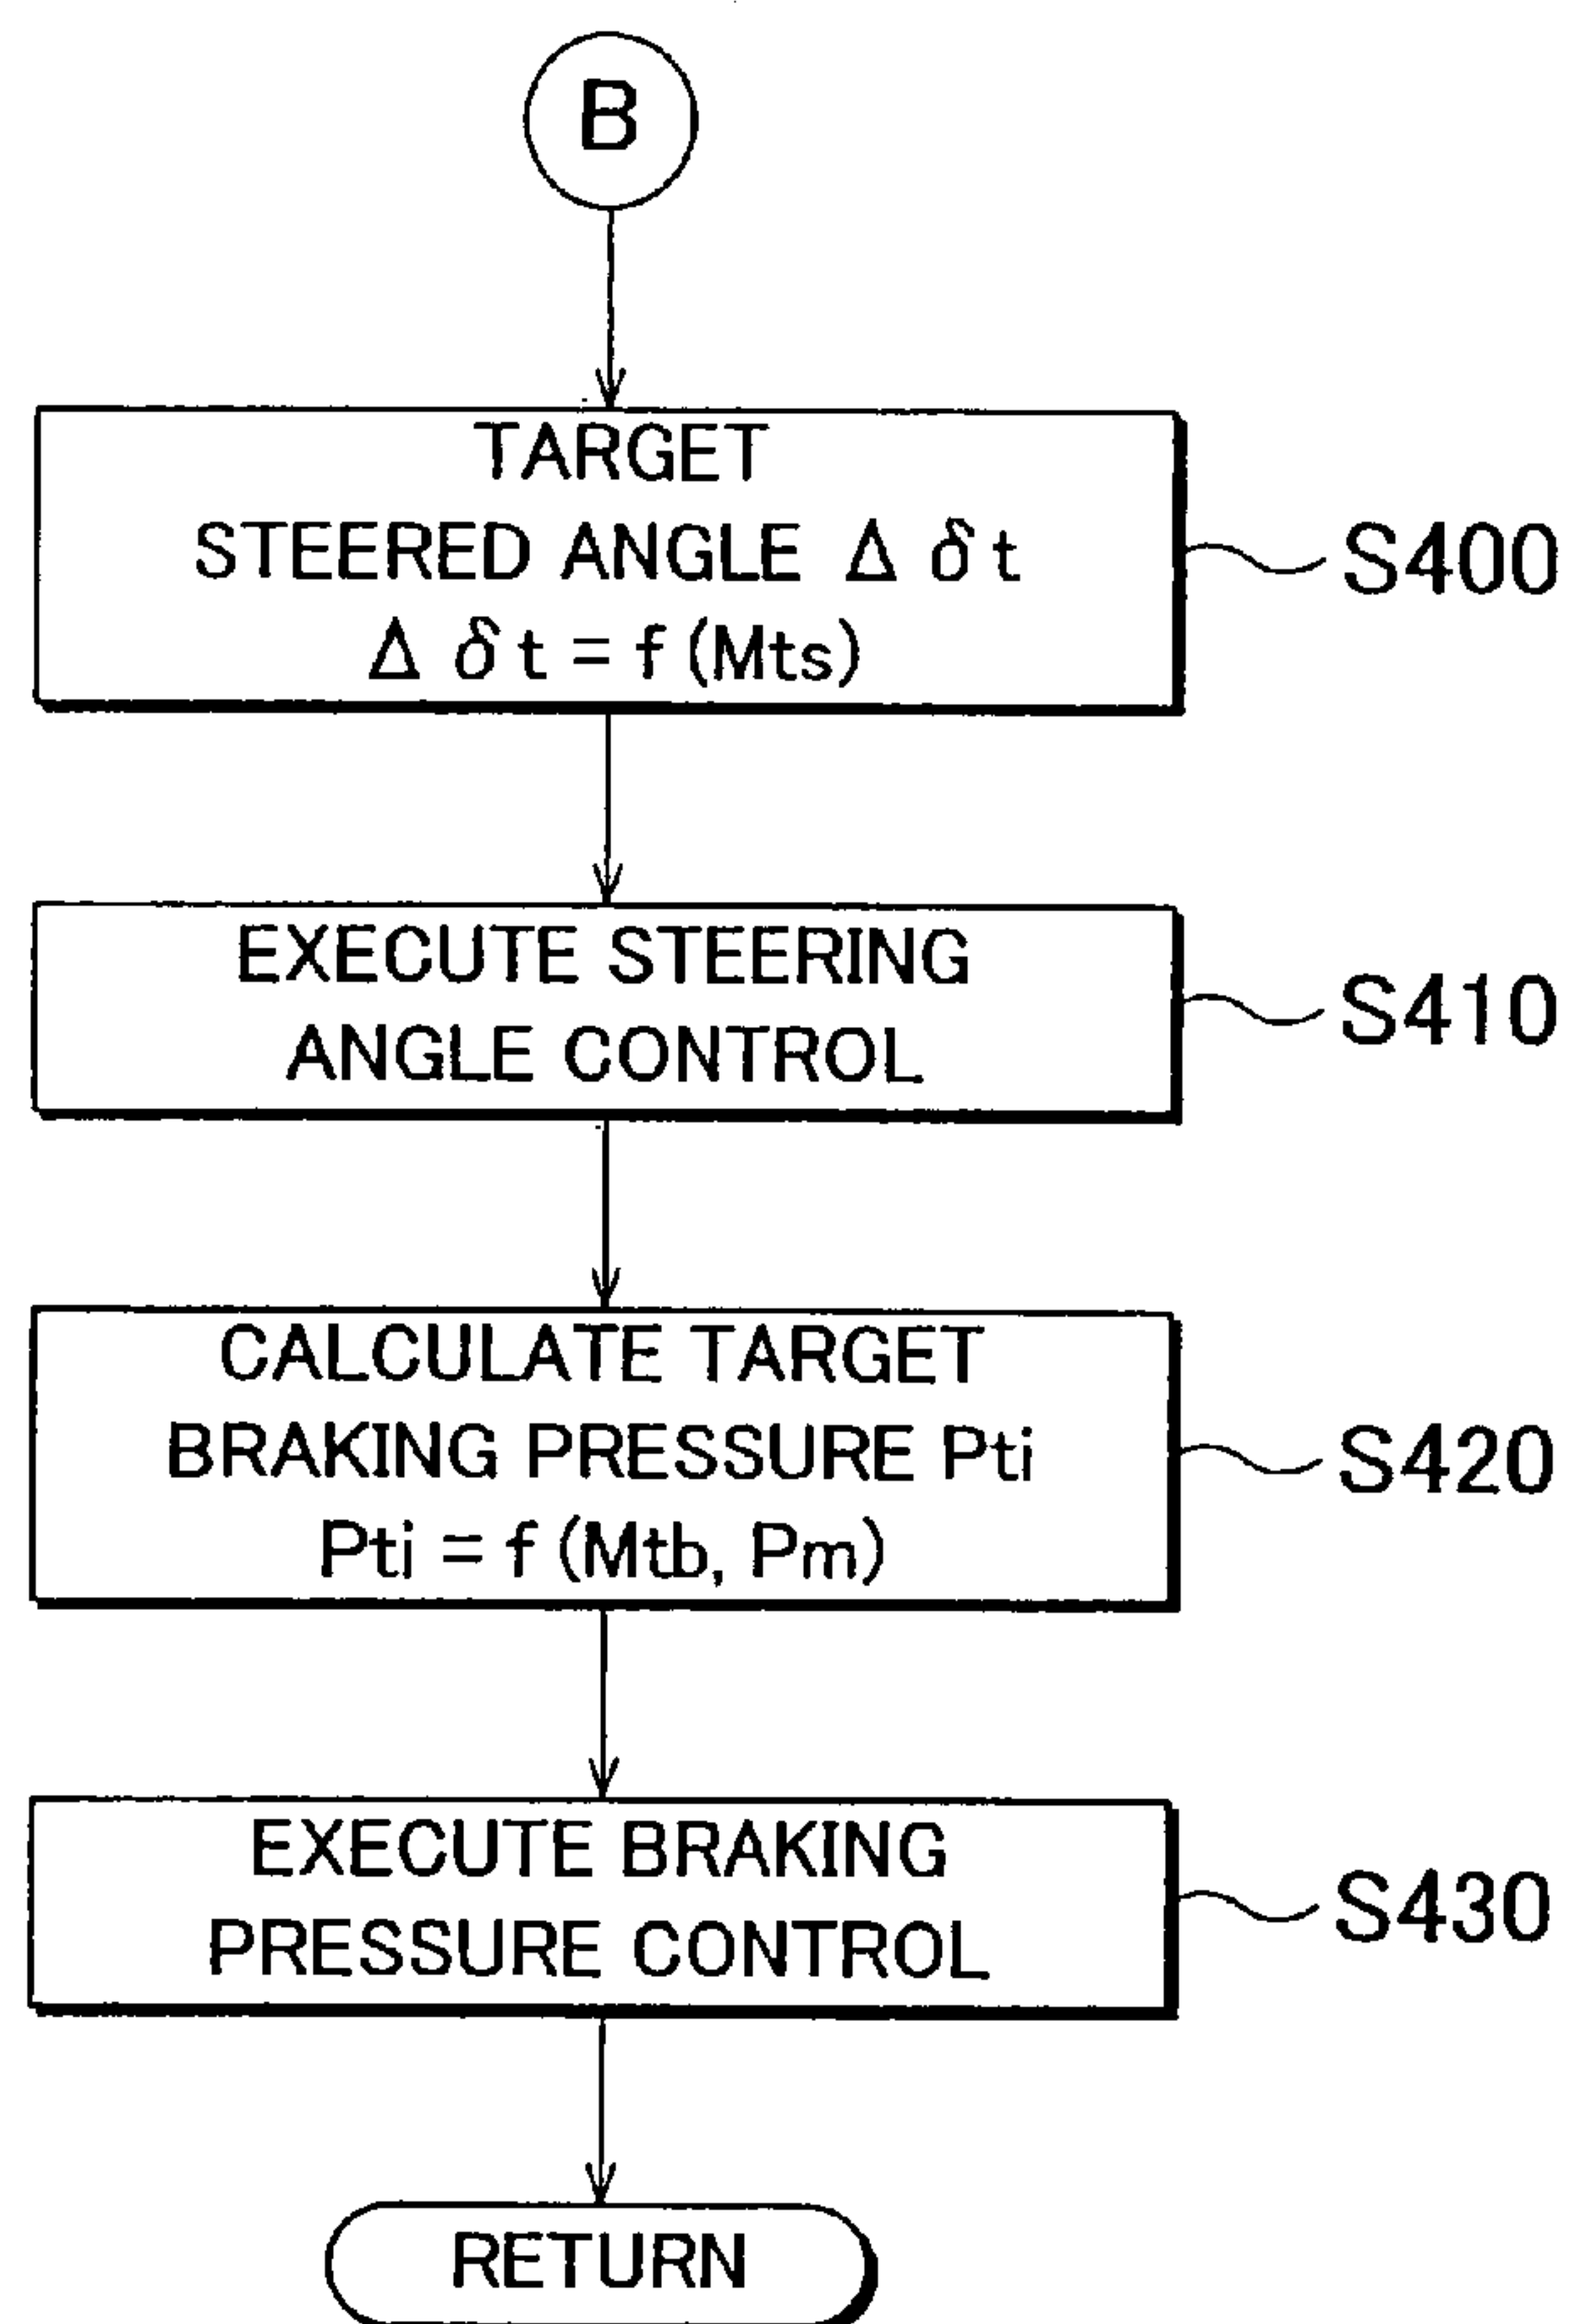 B
TARGET
STEERED ANGLE Δ δ t
Δ δ t = f (Mts)
S400
EXECUTE STEERING
ANGLE CONTROL
S410
CALCULATE TARGET
BRAKING PRESSURE Pti
Pti = f (Mtb, Pm)
S420
EXECUTE BRAKING
PRESSURE CONTROL
S430
RETURN